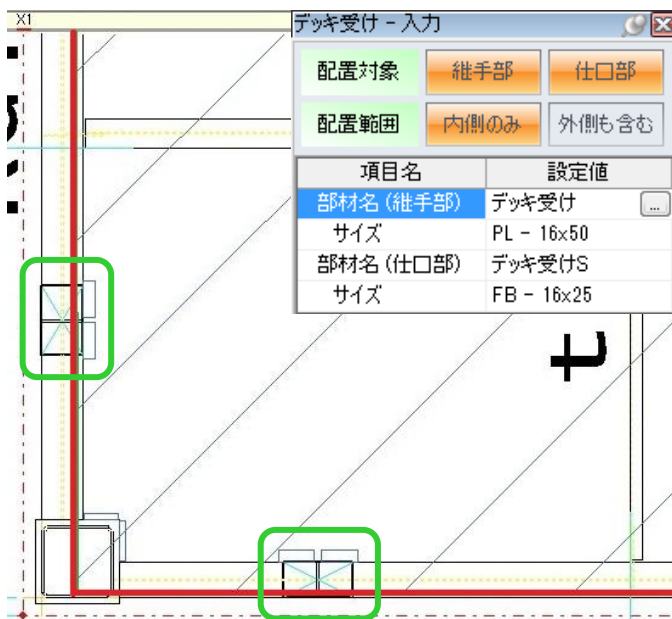 X1
デッキ受け - 入力
配置対象 継手部 仕口部
配置範囲 内側のみ 外側も含む
項目名 設定値
部材名(継手部) デッキ受け ...
サイズ PL - 16x50
部材名(仕口部) デッキ受けS
サイズ FB - 16x25